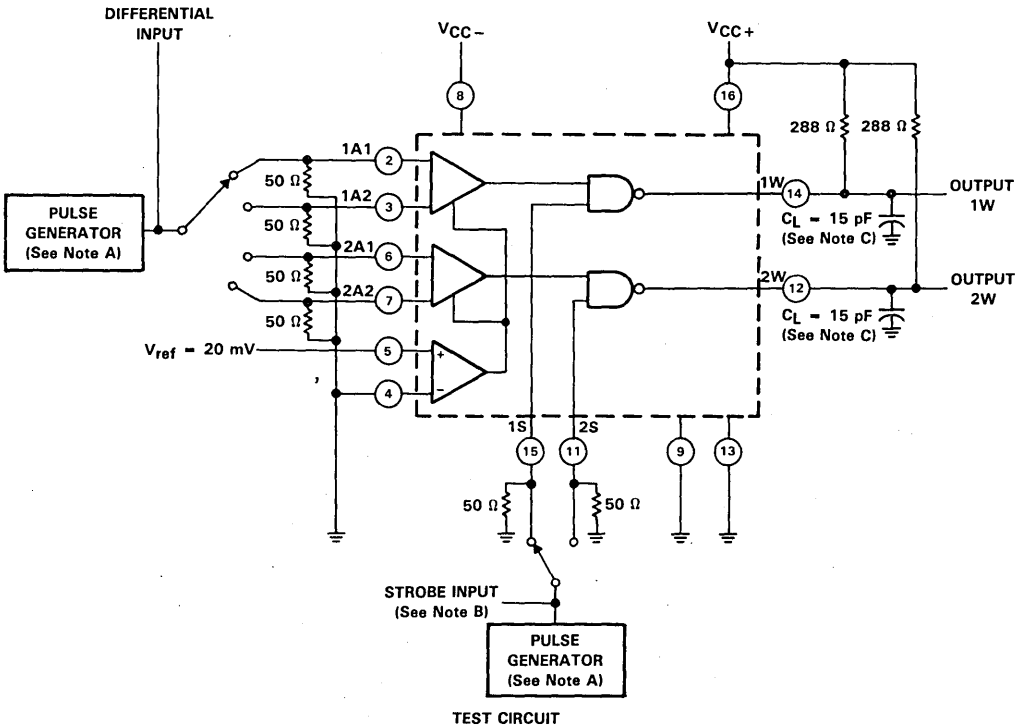 DIFFERENTIAL
INPUT
VCC−
VCC+
8
16
288 Ω
288 Ω
1A1
2
50 Ω
1A2
3
50 Ω
2A1
6
50 Ω
2A2
7
50 Ω
PULSE
GENERATOR
(See Note A)
1W
14
OUTPUT
1W
CL = 15 pF
(See Note C)
2W
12
OUTPUT
2W
CL = 15 pF
(See Note C)
Vref = 20 mV
5
+
4
−
1S
2S
15
11
9
13
50 Ω
50 Ω
STROBE INPUT
(See Note B)
PULSE
GENERATOR
(See Note A)
TEST CIRCUIT